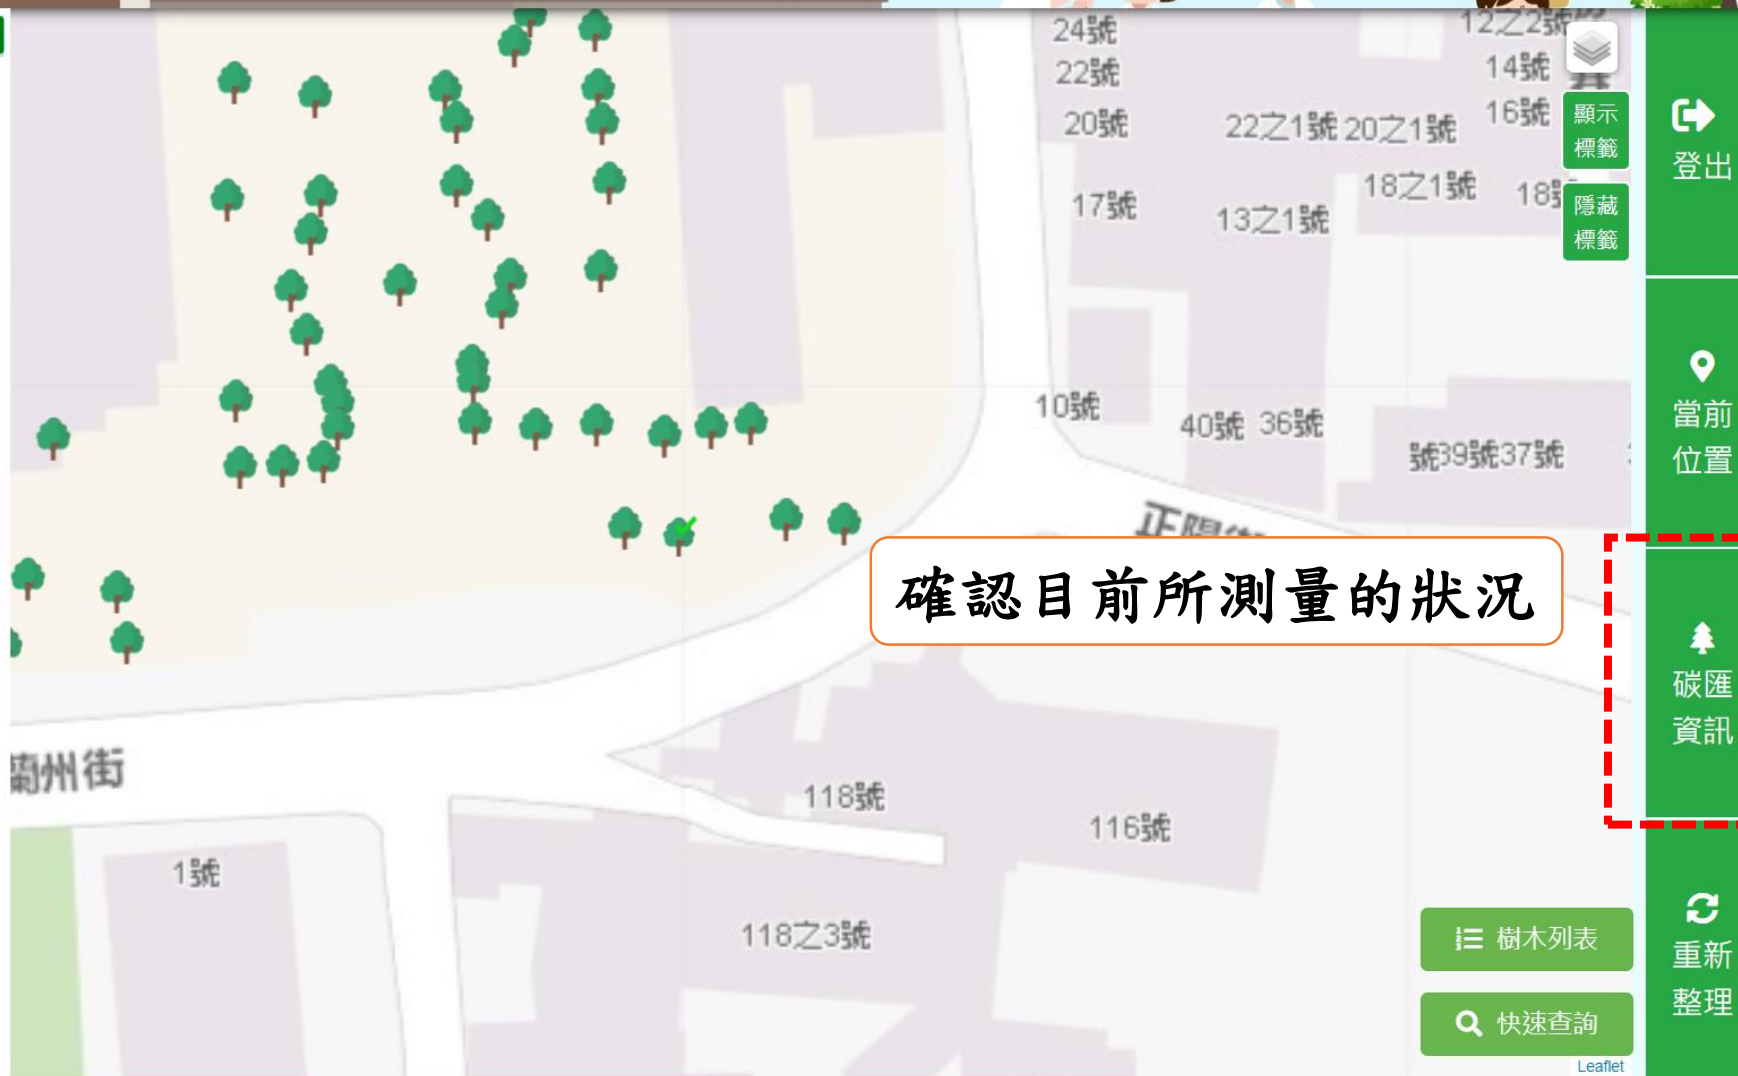 24號
22號
20號
22之1號
20之1號
12之2號
14號
16號
17號
13之1號
18之1號
顯示
標籤
隱藏
標籤
登出
10號
40號
36號
號39號37號
當前
位置
確認目前所測量的狀況
碳匯
資訊
蘭州街
118號
116號
1號
118之3號
樹木列表
快速查詢
重新
整理
Leaflet